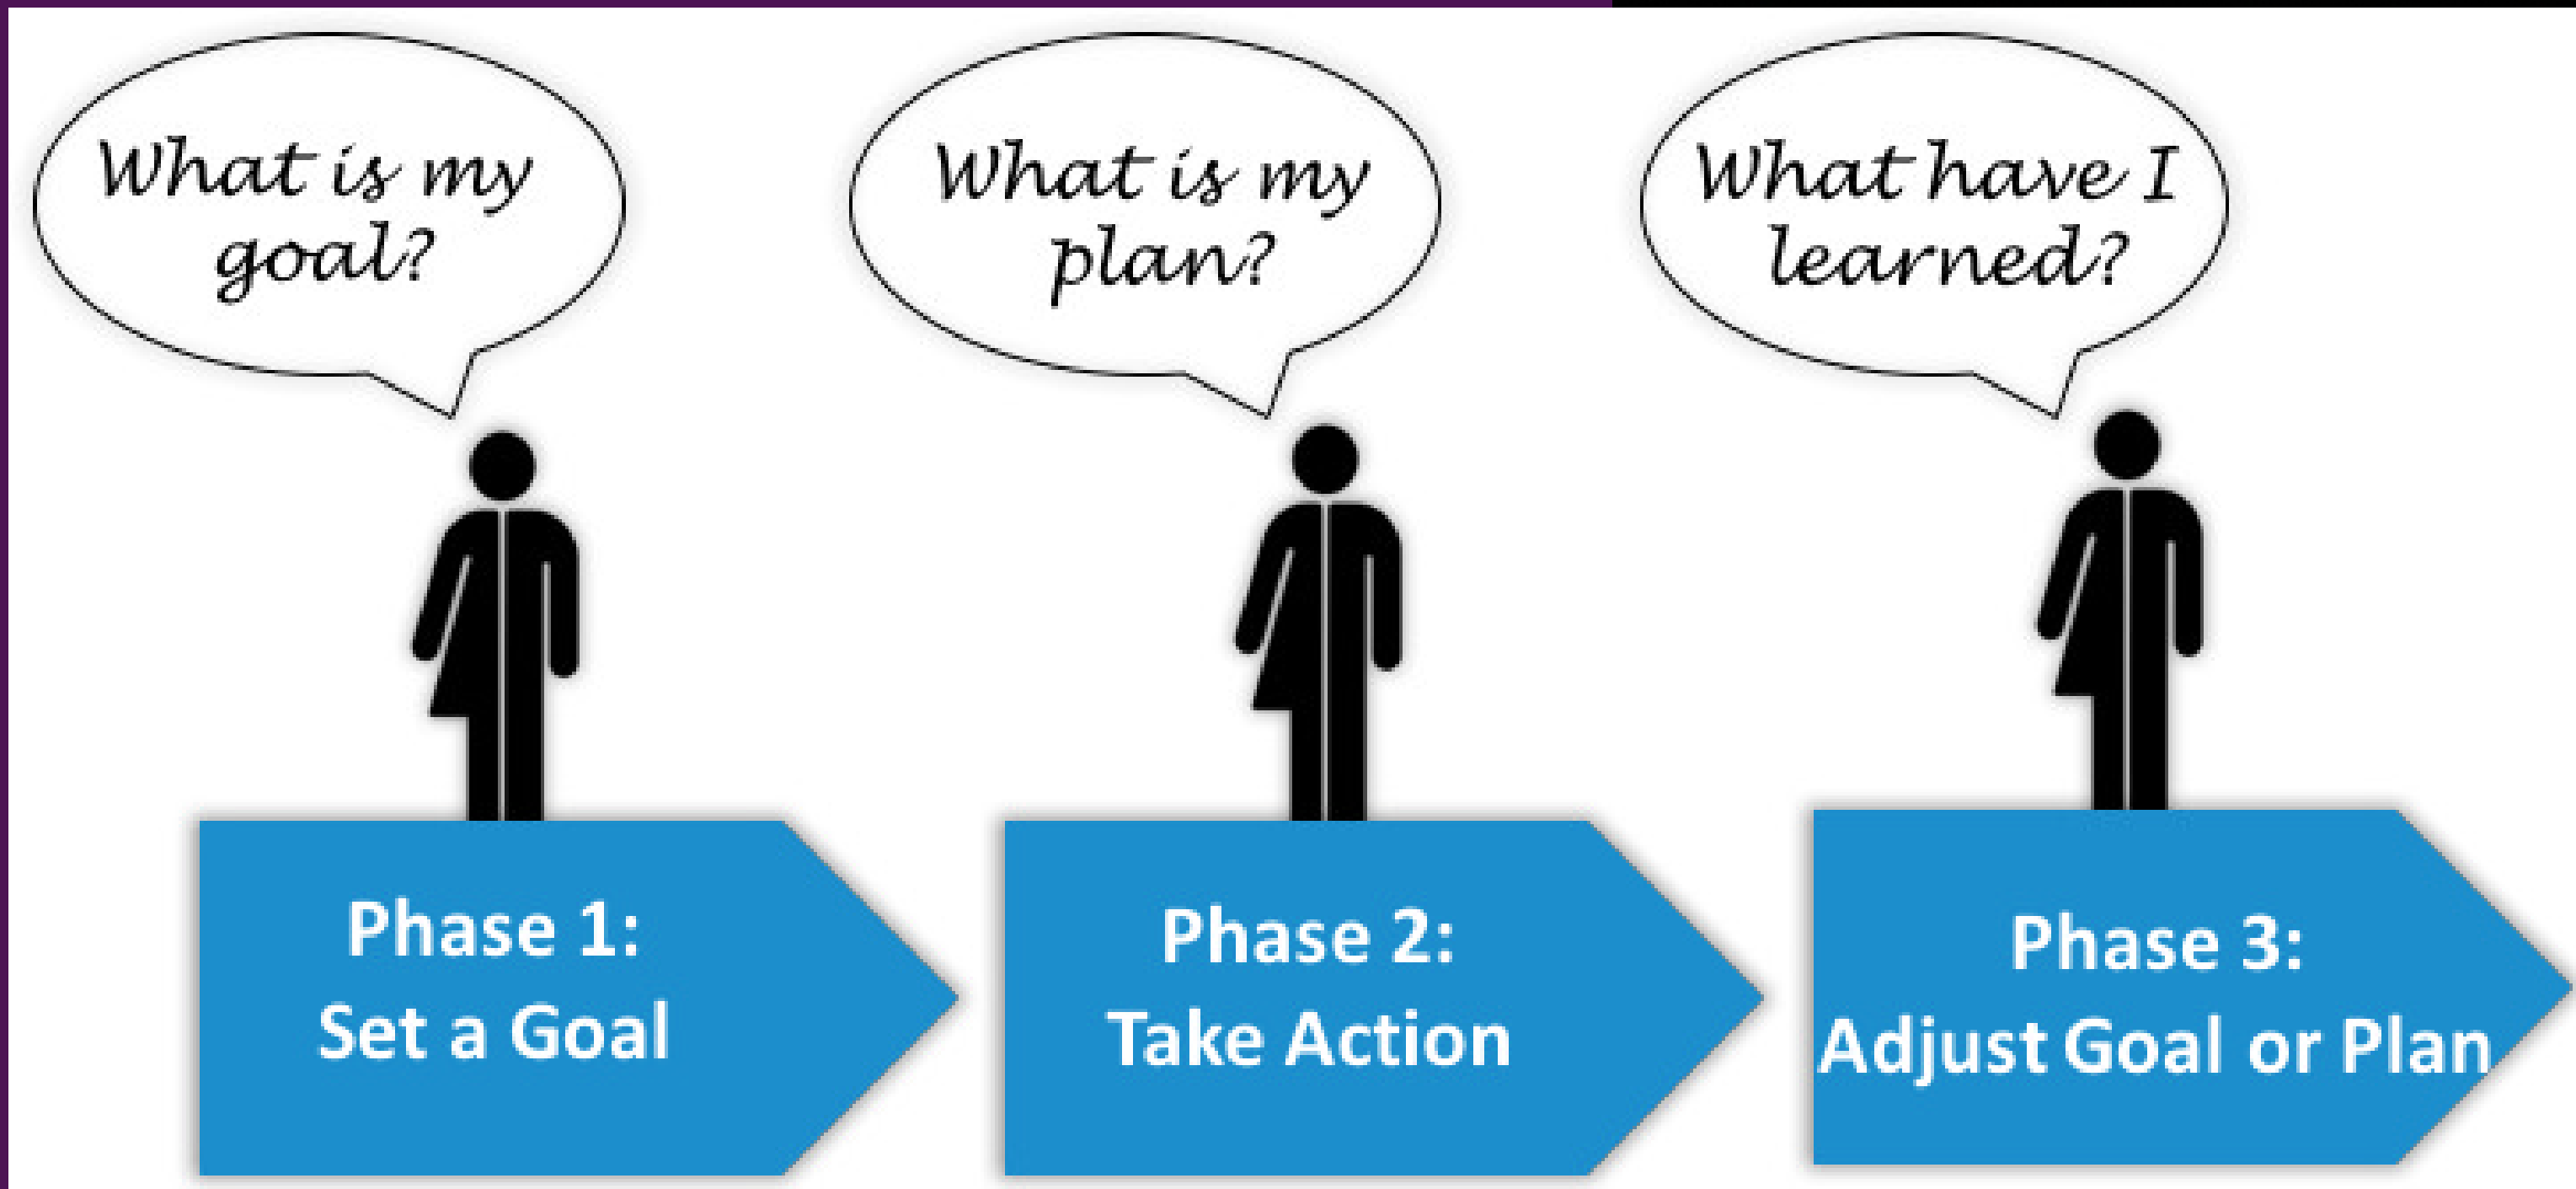 What is my
goal?
What is my
plan?
What have I
learned?
Phase 1:
Set a Goal
Phase 2:
Take Action
Phase 3:
Adjust Goal or Plan